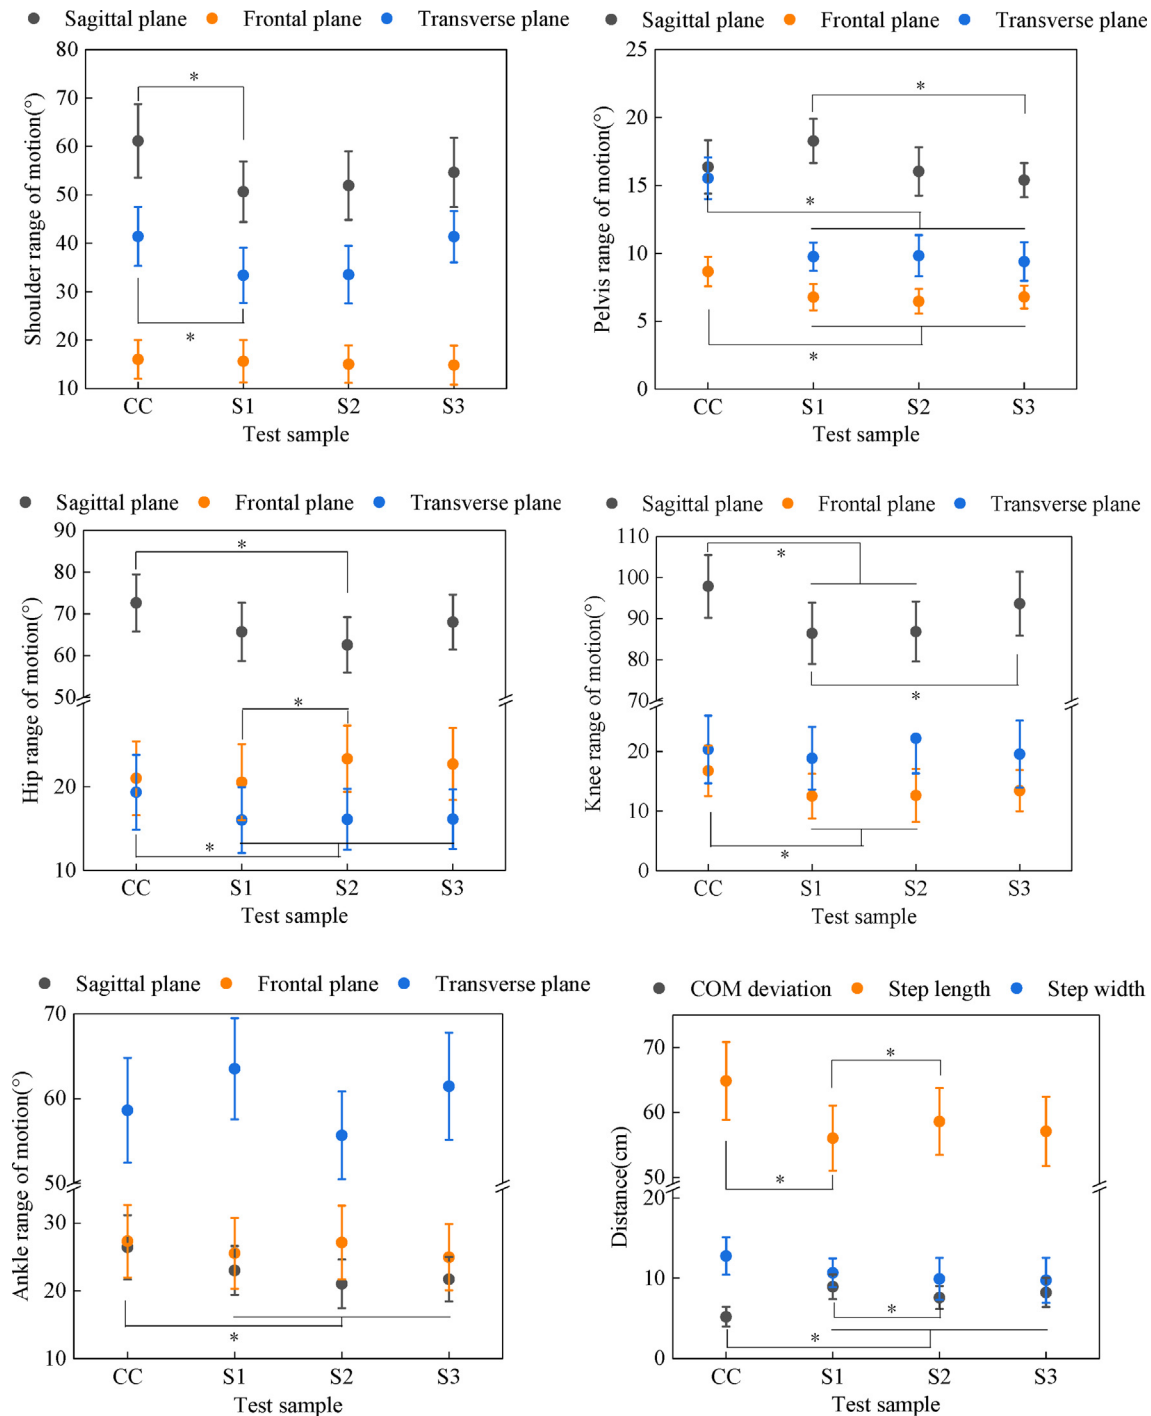 Sagittal plane Frontal plane Transverse plane
Shoulder range of motion(°)
80
70
60
50
40
30
20
10
*
*
CC S1 S2 S3
Test sample
Sagittal plane Frontal plane Transverse plane
Pelvis range of motion(°)
25
20
15
10
5
0
*
*
*
CC S1 S2 S3
Test sample
Sagittal plane Frontal plane Transverse plane
Hip range of motion(°)
90
80
70
60
50
20
10
*
*
*
CC S1 S2 S3
Test sample
Sagittal plane Frontal plane Transverse plane
Knee range of motion(°)
110
100
90
80
70
20
10
0
*
*
*
CC S1 S2 S3
Test sample
Sagittal plane Frontal plane Transverse plane
Ankle range of motion(°)
70
60
50
30
20
10
*
CC S1 S2 S3
Test sample
COM deviation Step length Step width
Distance(cm)
70
60
50
20
10
0
*
*
*
*
CC S1 S2 S3
Test sample